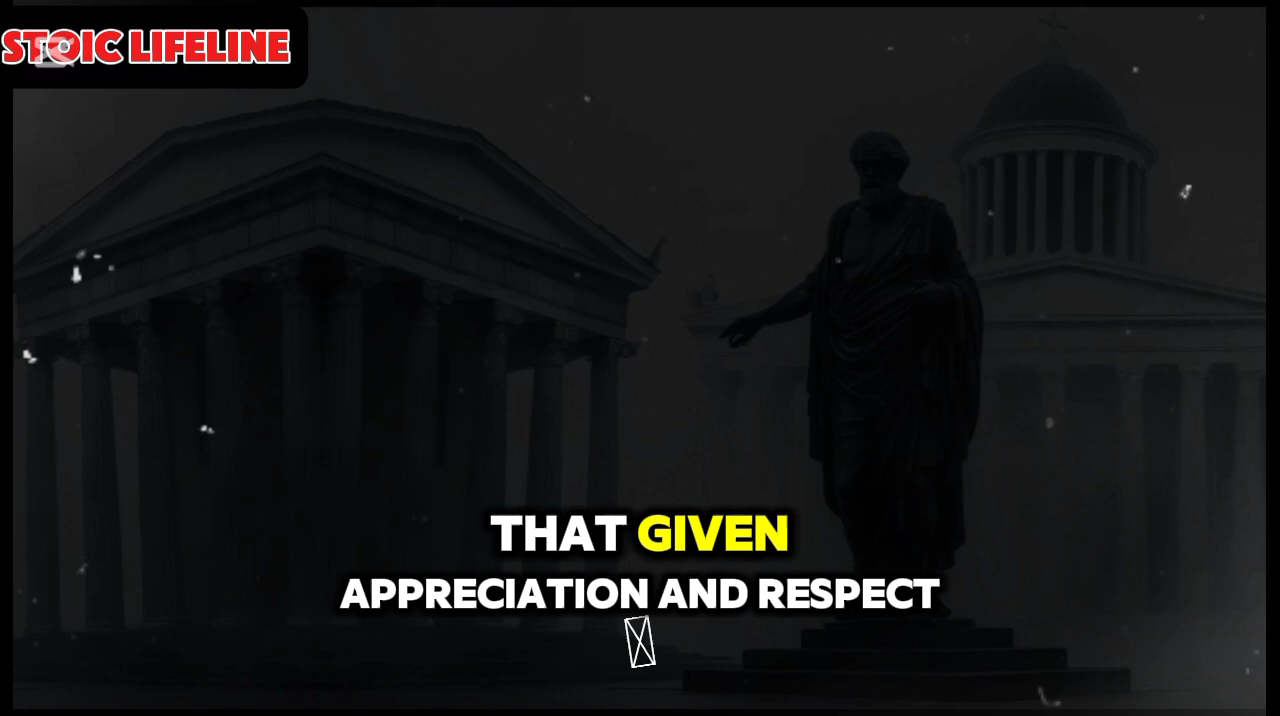 STOIC LIFELINE
THAT GIVEN
APPRECIATION AND RESPECT